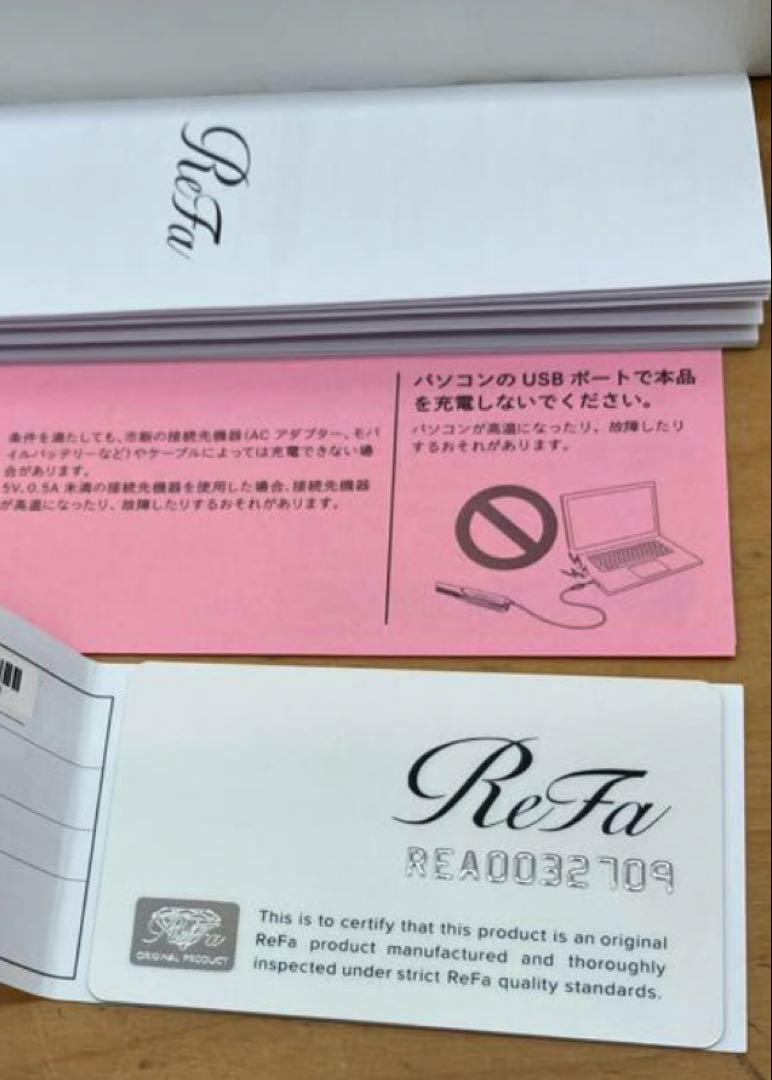 ReFa
条件を満たしても、市販の接続先機器(AC アダプター、モバ
イルバッテリーなど)やケーブルによっては充電できない場
合があります。
5V、0.5A 未満の接続先機器を使用した場合、接続先機器
が高温になったり、故障したりするおそれがあります。
パソコンの USB ポートで本品
を充電しないでください。
パソコンが高温になったり、故障したり
するおそれがあります。
ReFa
REA0032709
ReFa
ORIGINAL PRODUCT
This is to certify that this product is an original
ReFa product manufactured and thoroughly
inspected under strict ReFa quality standards.